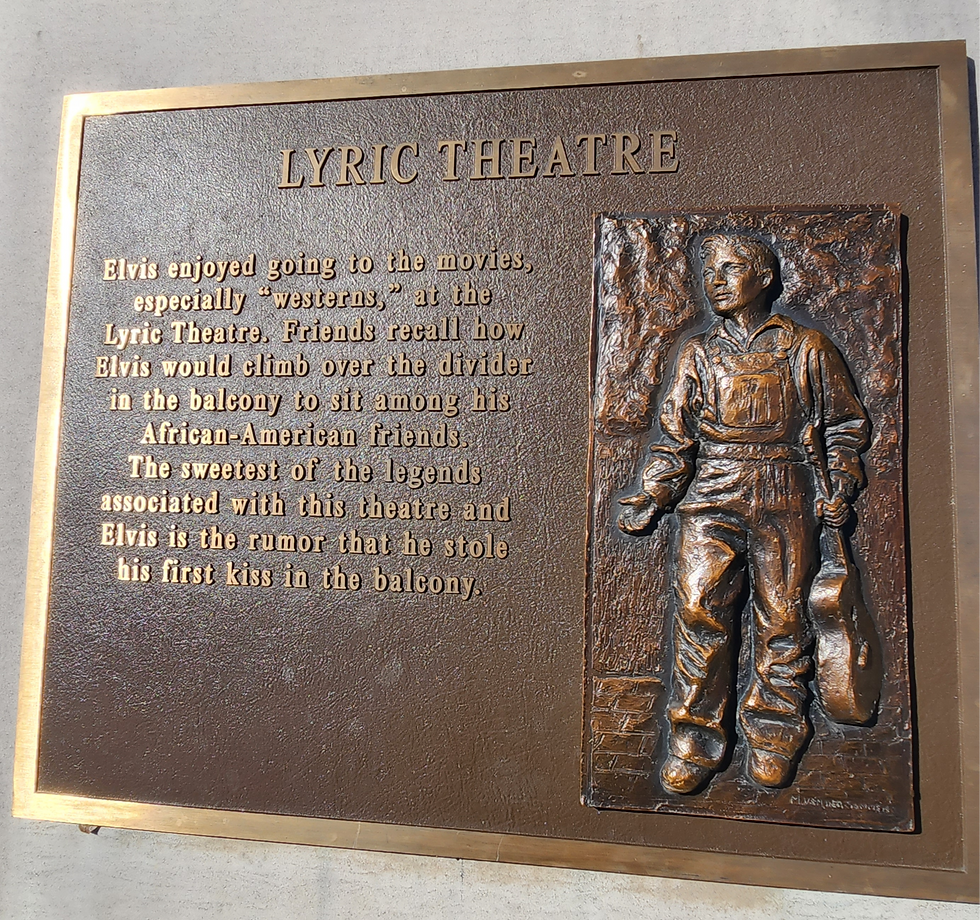 LYRIC THEATRE
Elvis enjoyed going to the movies,
especially “westerns,” at the
Lyric Theatre. Friends recall how
Elvis would climb over the divider
in the balcony to sit among his
African-American friends.
The sweetest of the legends
associated with this theatre and
Elvis is the rumor that he stole
his first kiss in the balcony.